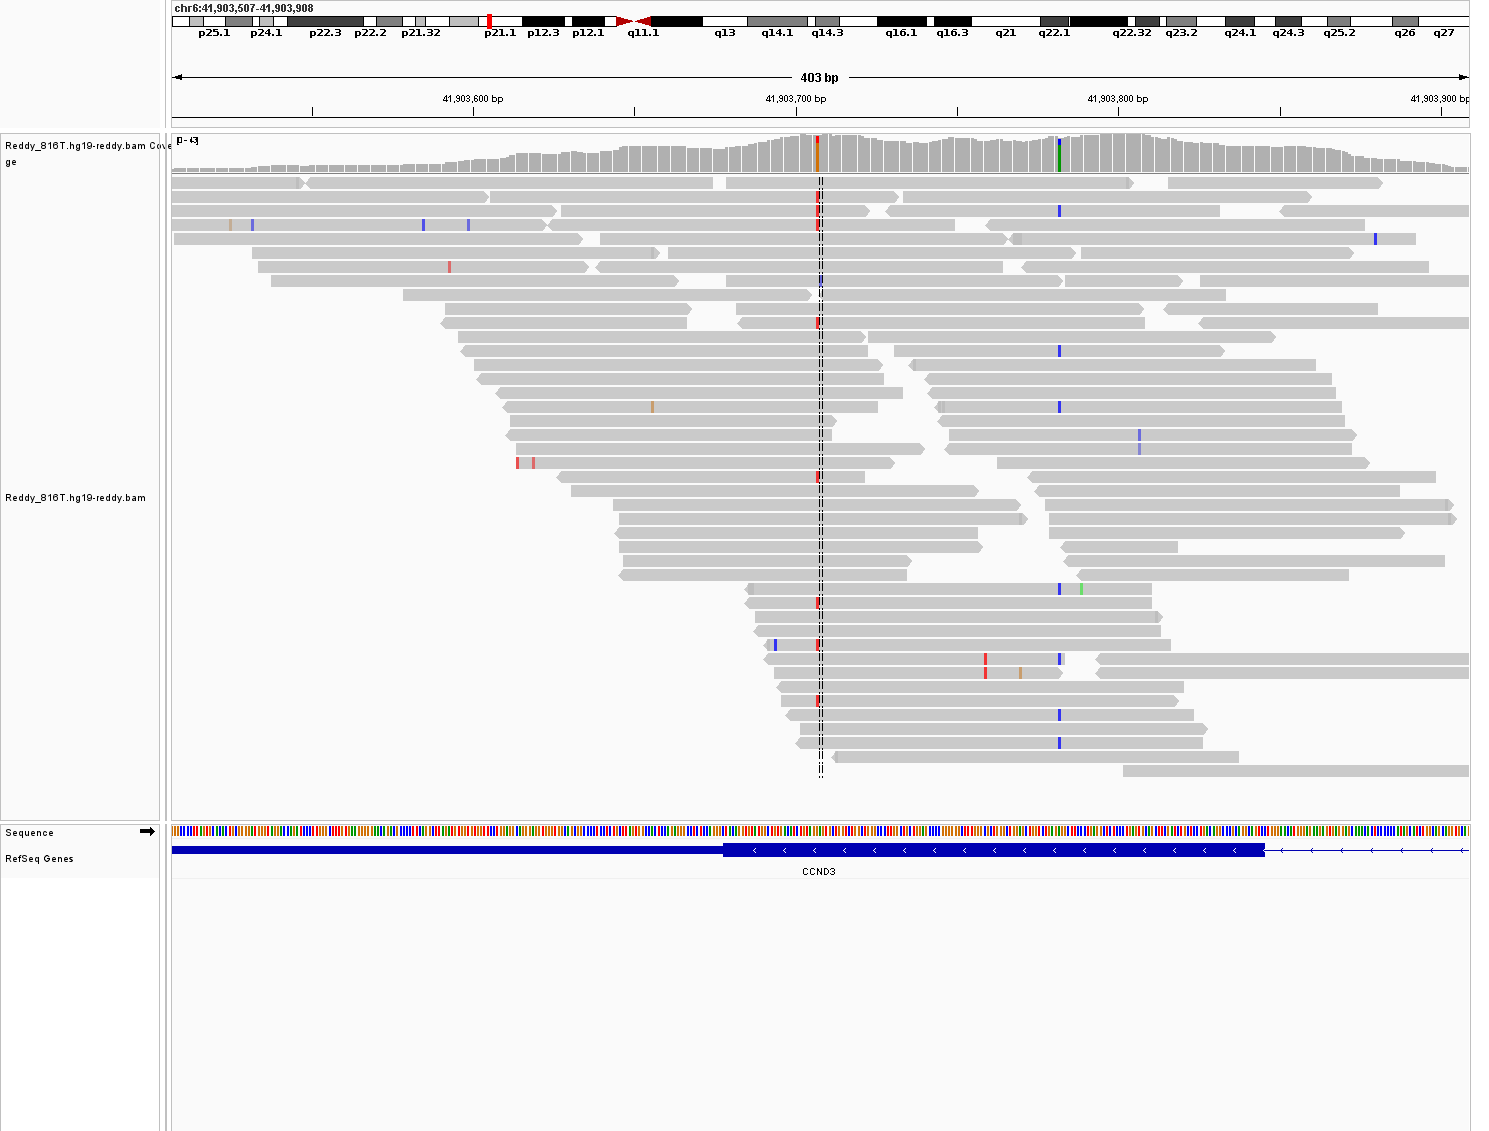 chr6:41,903,507-41,903,908
p25.1 p24.1 p22.3 p22.2 p21.32 p21.1 p12.3 p12.1 q11.1 q13 q14.1 q14.3 q16.1 q16.3 q21 q22.1 q22.32 q23.2 q24.1 q24.3 q25.2 q26 q27
403 bp
41,903,600 bp 41,903,700 bp 41,903,800 bp 41,903,900 bp
Reddy_816T.hg19-reddy.bam Cove
ge
[0 - 43]
Reddy_816T.hg19-reddy.bam
Sequence
RefSeq Genes
CCND3